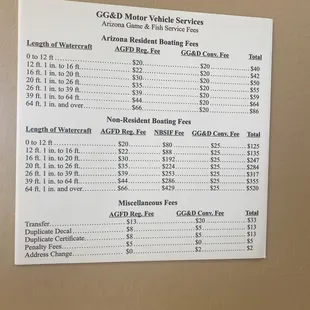 GG&D Motor Vehicle Services
Arizona Game & Fish Service Fees
Arizona Resident Boating Fees
Length of Watercraft AGFD Reg. Fee GG&D Conv. Fee Total
0 to 12 ft $20 $20 $40
12 ft. 1 in. to 16 ft. $22 $20 $42
16 ft. 1 in. to 20 ft. $30 $20 $50
20 ft. 1 in. to 26 ft. $35 $20 $55
26 ft. 1 in. to 39 ft. $39 $20 $59
39 ft. 1 in. to 64 ft. $44 $20 $64
64 ft. 1 in. and over $66 $20 $86
Non-Resident Boating Fees
Length of Watercraft AGFD Reg. Fee NBSIF Fee GG&D Conv. Fee Total
0 to 12 ft $20 $80 $25 $125
12 ft. 1 in. to 16 ft. $22 $88 $25 $135
16 ft. 1 in. to 20 ft. $30 $192 $25 $247
20 ft. 1 in. to 26 ft. $35 $224 $25 $284
26 ft. 1 in. to 39 ft. $39 $253 $25 $317
39 ft. 1 in. to 64 ft. $44 $286 $25 $355
64 ft. 1 in. and over $66 $429 $25 $520
Miscellaneous Fees
AGFD Reg. Fee GG&D Conv. Fee Total
Transfer $13 $20 $33
Duplicate Decal $8 $5 $13
Duplicate Certificate $8 $5 $13
Penalty Fees $5 $0 $5
Address Change $0 $2 $2